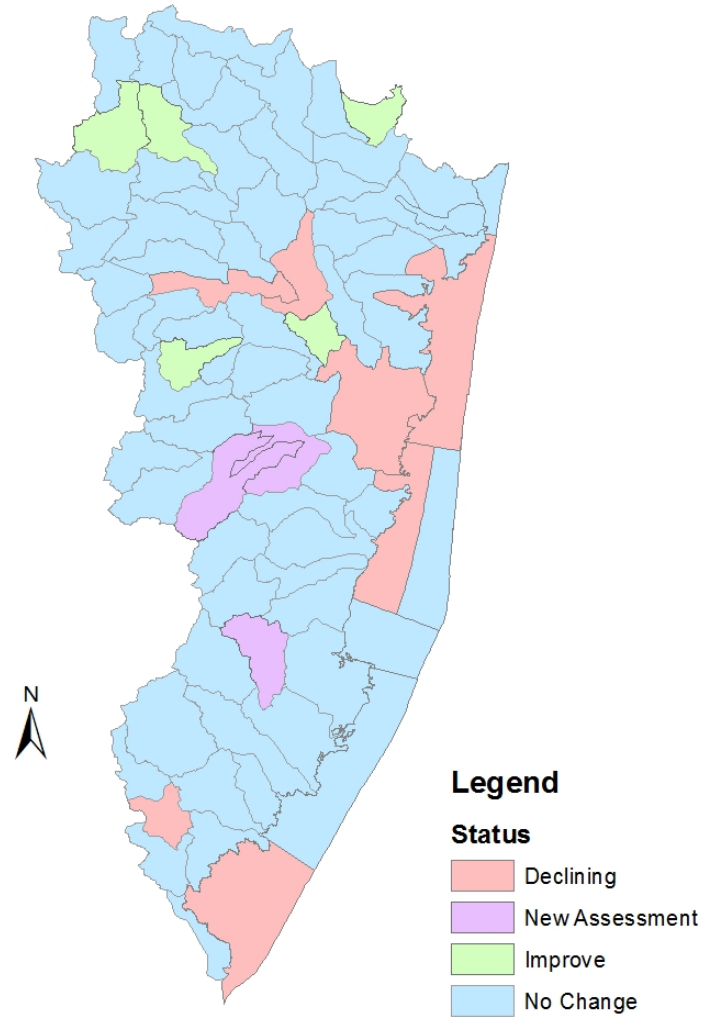 N
Legend
Status
Declining
New Assessment
Improve
No Change